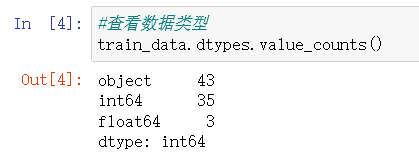 In [4]: #查看数据类型
train_data.dtypes.value_counts()
Out[4]: object 43
int64 35
float64 3
dtype: int64